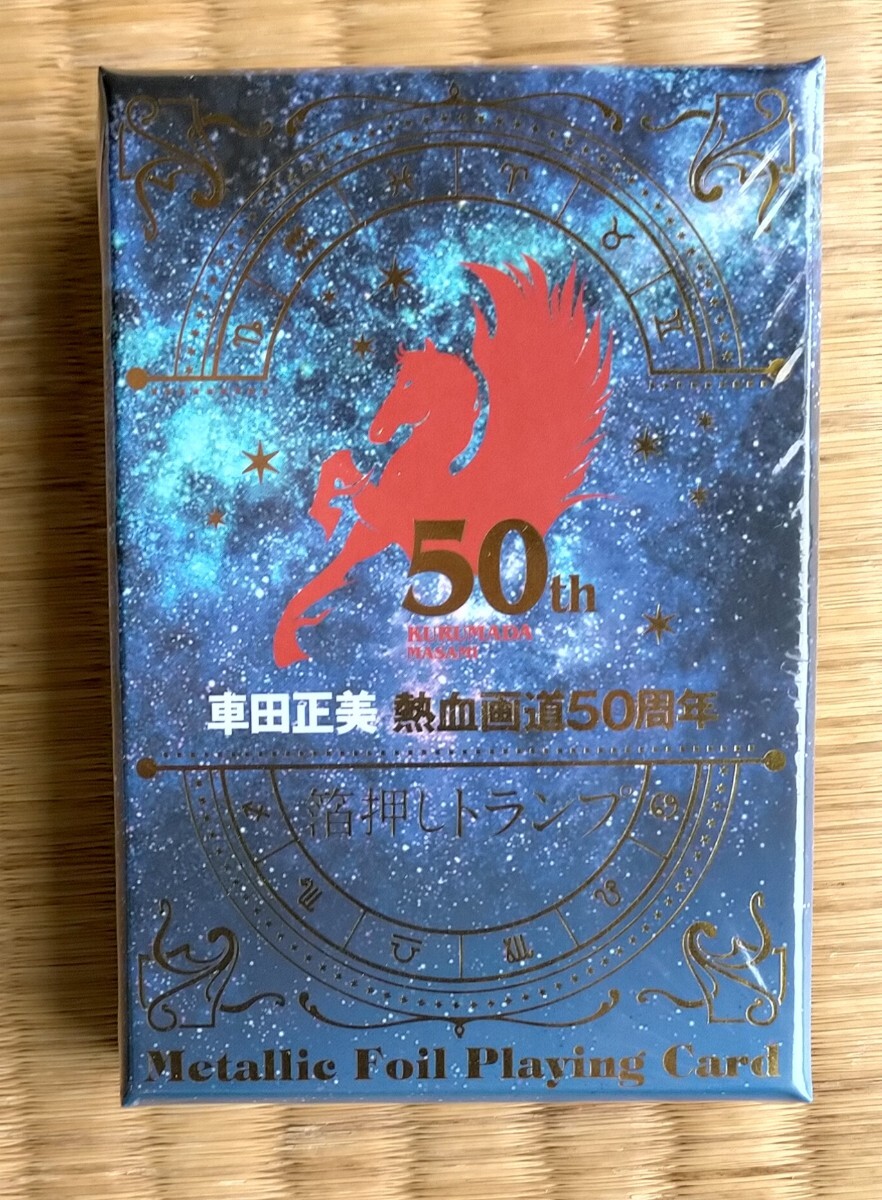 50th
KURUMADA
MASAMI
車田正美 熱血画道50周年
箔押しトランプ
Metallic Foil Playing Card